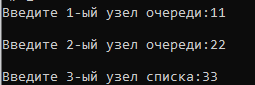 Введите 1-ый узел очереди:11
Введите 2-ый узел очереди:22
Введите 3-ый узел списка:33